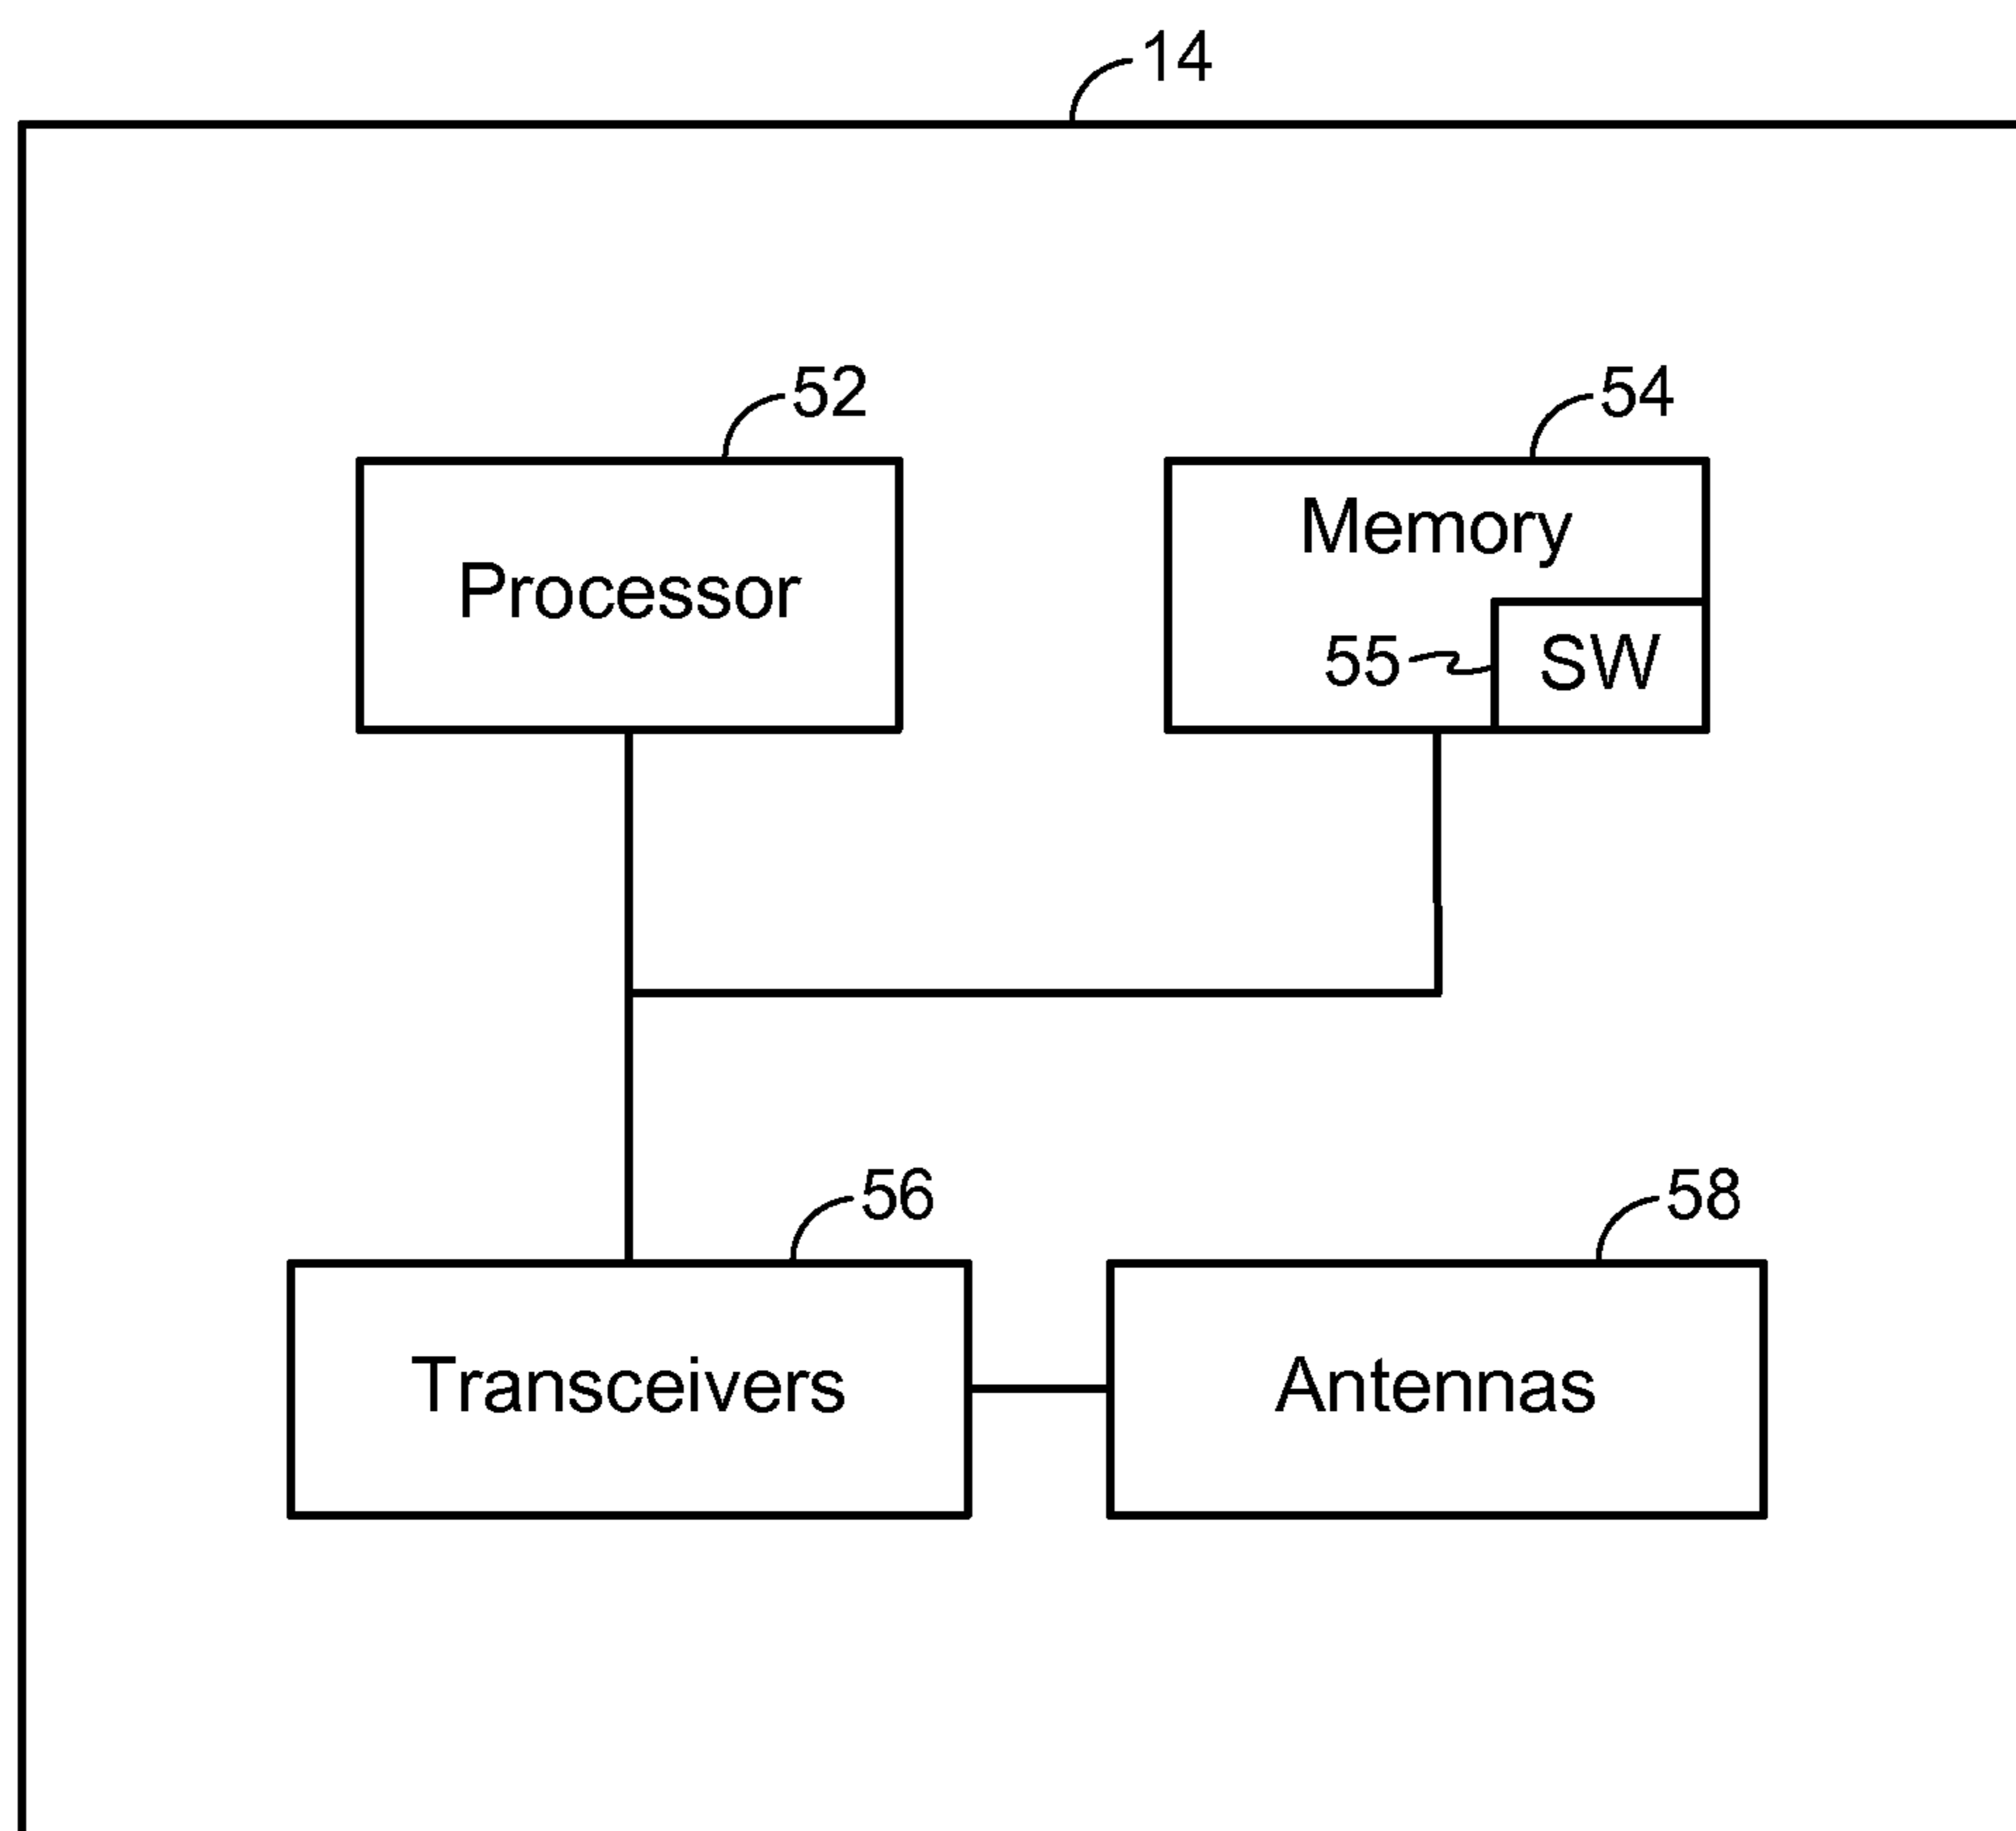 14
52
54
Processor
Memory
55
SW
56
58
Transceivers
Antennas